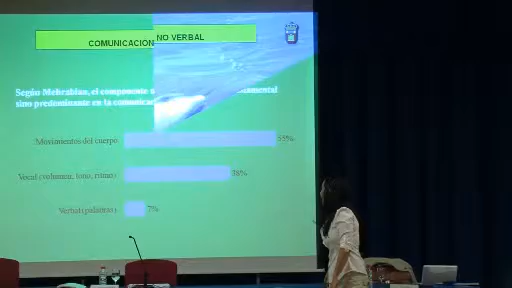 COMUNICACION NO VERBAL
Según Mehrabian, el componente
sino predominante en la comunicac
Movimientos del cuerpo 55%
Vocal (volumen, tono, ritmo) 38%
Verbal (palabras) 7%